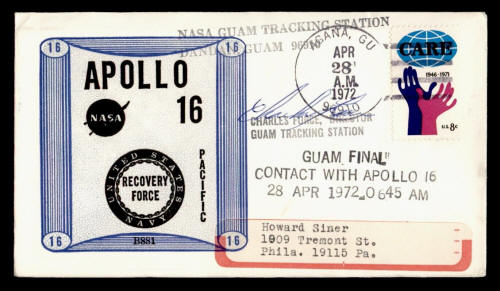 NASA GUAM TRACKING STATION
DANDAN, GUAM
16
16
APOLLO
16
NASA
UNITED STATES NAVY
RECOVERY FORCE
PACIFIC
B881
16
16
AGANA, GU
APR
28
A.M.
1972
96910
CARE
1946-1971
U.S. 8c
CHARLES FORCE, DIRECTOR
GUAM TRACKING STATION
GUAM FINAL"
CONTACT WITH APOLLO 16
28 APR 1972 0645 AM
Howard Siner
1909 Tremont St.
Phila. 19115 Pa.